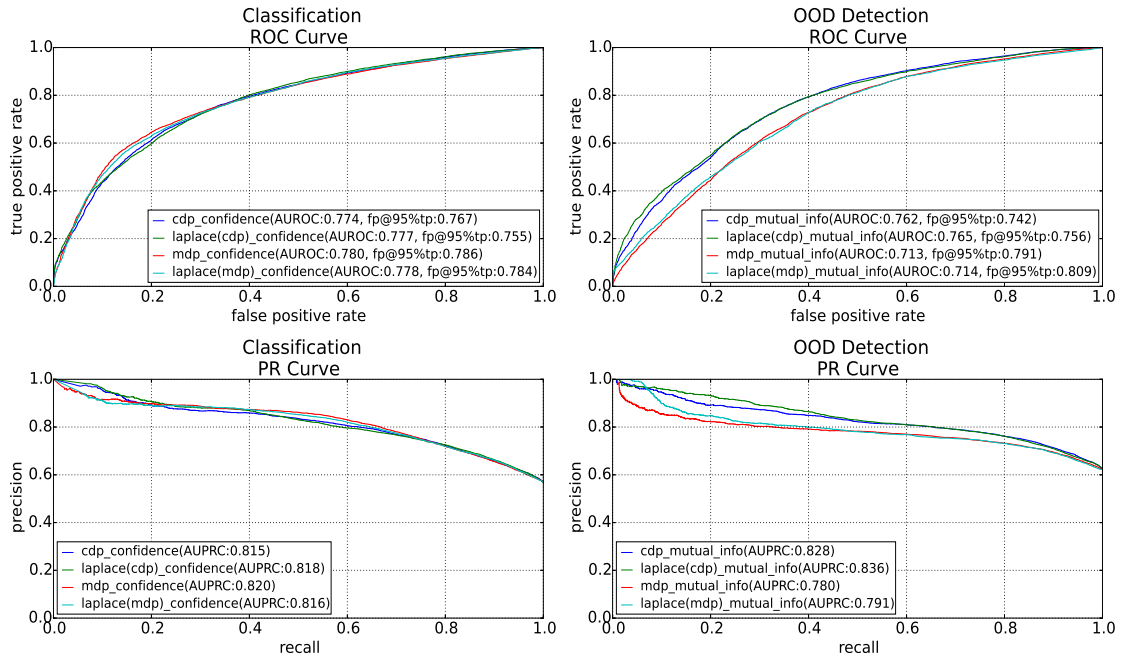 Classification
ROC Curve
1.0
0.8
0.6
0.4
0.2
0.0
true positive rate
cdp_confidence(AUROC:0.774, fp@95%tp:0.767)
laplace(cdp)_confidence(AUROC:0.777, fp@95%tp:0.755)
mdp_confidence(AUROC:0.780, fp@95%tp:0.786)
laplace(mdp)_confidence(AUROC:0.778, fp@95%tp:0.784)
0.0 0.2 0.4 0.6 0.8 1.0
false positive rate
OOD Detection
ROC Curve
1.0
0.8
0.6
0.4
0.2
0.0
true positive rate
cdp_mutual_info(AUROC:0.762, fp@95%tp:0.742)
laplace(cdp)_mutual_info(AUROC:0.765, fp@95%tp:0.756)
mdp_mutual_info(AUROC:0.713, fp@95%tp:0.791)
laplace(mdp)_mutual_info(AUROC:0.714, fp@95%tp:0.809)
0.0 0.2 0.4 0.6 0.8 1.0
false positive rate
Classification
PR Curve
1.0
0.8
0.6
0.4
0.2
0.0
precision
cdp_confidence(AUPRC:0.815)
laplace(cdp)_confidence(AUPRC:0.818)
mdp_confidence(AUPRC:0.820)
laplace(mdp)_confidence(AUPRC:0.816)
0.0 0.2 0.4 0.6 0.8 1.0
recall
OOD Detection
PR Curve
1.0
0.8
0.6
0.4
0.2
0.0
precision
cdp_mutual_info(AUPRC:0.828)
laplace(cdp)_mutual_info(AUPRC:0.836)
mdp_mutual_info(AUPRC:0.780)
laplace(mdp)_mutual_info(AUPRC:0.791)
0.0 0.2 0.4 0.6 0.8 1.0
recall